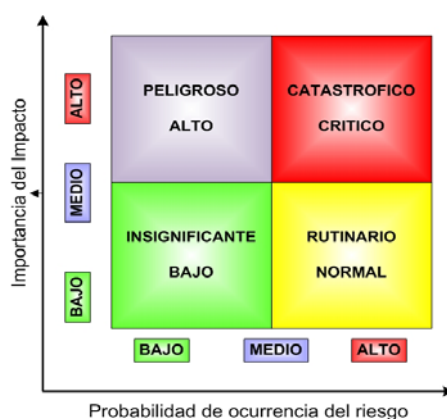 Importancia del Impacto
ALTO
MEDIO
BAJO
PELIGROSO
ALTO
CATASTROFICO
CRITICO
INSIGNIFICANTE
BAJO
RUTINARIO
NORMAL
BAJO
MEDIO
ALTO
Probabilidad de ocurrencia del riesgo